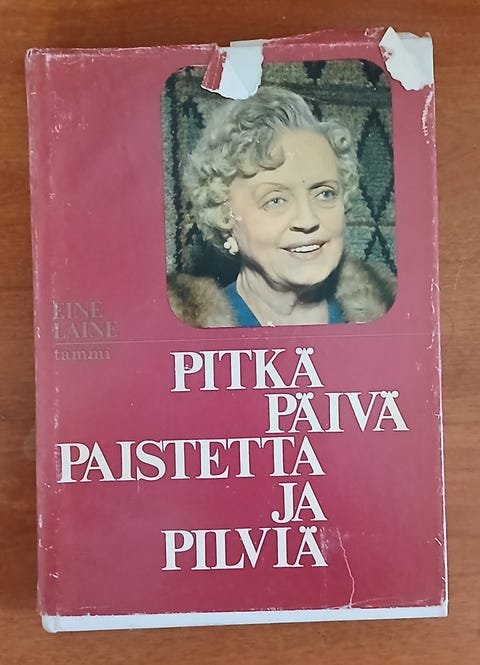 EINE
LAINE
tammi
PITKÄ
PÄIVÄ
PAISTETTA
JA
PILVIÄ